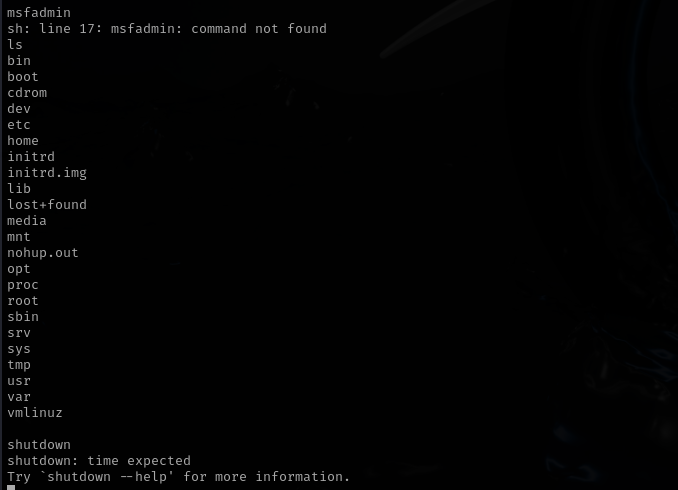 msfadmin
sh: line 17: msfadmin: command not found
ls
bin
boot
cdrom
dev
etc
home
initrd
initrd.img
lib
lost+found
media
mnt
nohup.out
opt
proc
root
sbin
srv
sys
tmp
usr
var
vmlinuz
shutdown
shutdown: time expected
Try `shutdown --help' for more information.